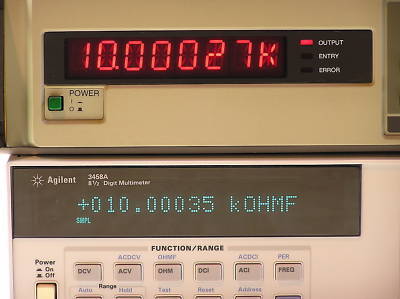 10.00027K
OUTPUT
ENTRY
ERROR
POWER
I
O
Agilent
3458A
8½ Digit Multimeter
+010.00035 kOHMF
SMPL
FUNCTION/RANGE
Power
On
Off
ACDCV OHMF ACDCI PER
DCV ACV OHM DCI ACI FREQ
Auto Range Hold Test Reset Address